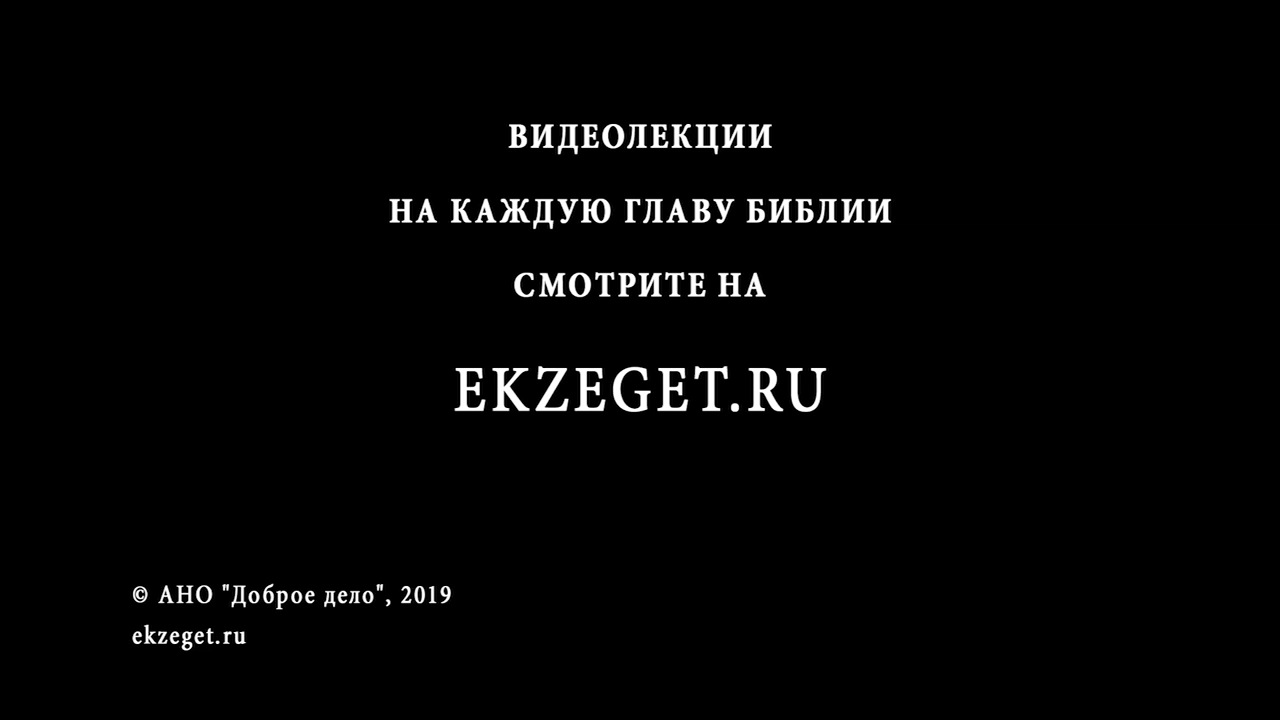 ВИДЕОЛЕКЦИИ
НА КАЖДУЮ ГЛАВУ БИБЛИИ
СМОТРИТЕ НА
EKZEGET.RU
© АНО "Доброе дело", 2019
ekzeget.ru